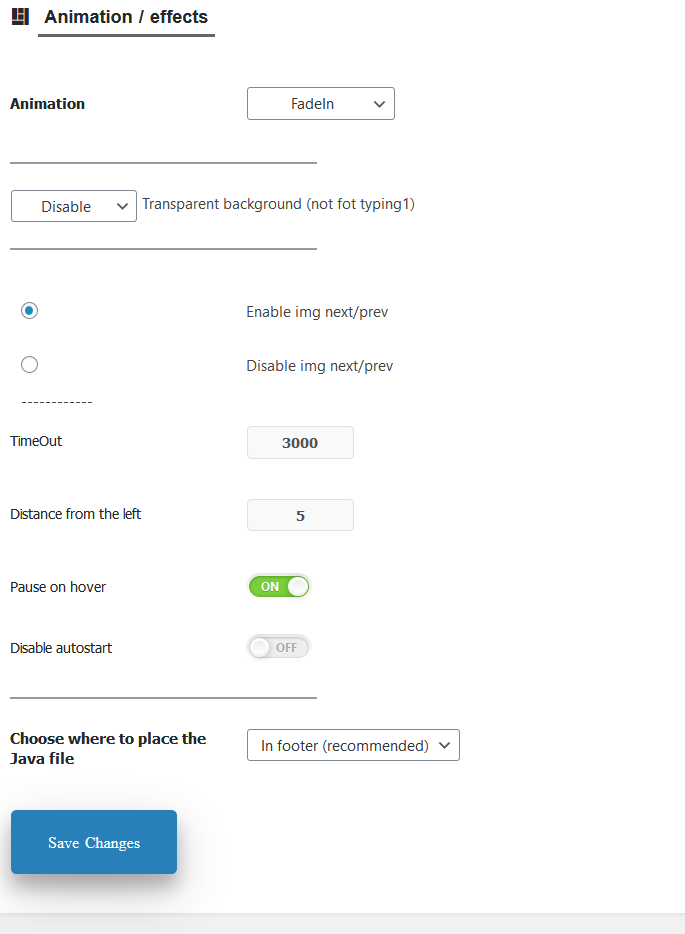 Animation / effects
Animation
FadeIn
Disable
Transparent background (not fot typing1)
Enable img next/prev
Disable img next/prev
------------
TimeOut
3000
Distance from the left
5
Pause on hover
ON
Disable autostart
OFF
Choose where to place the
Java file
In footer (recommended)
Save Changes